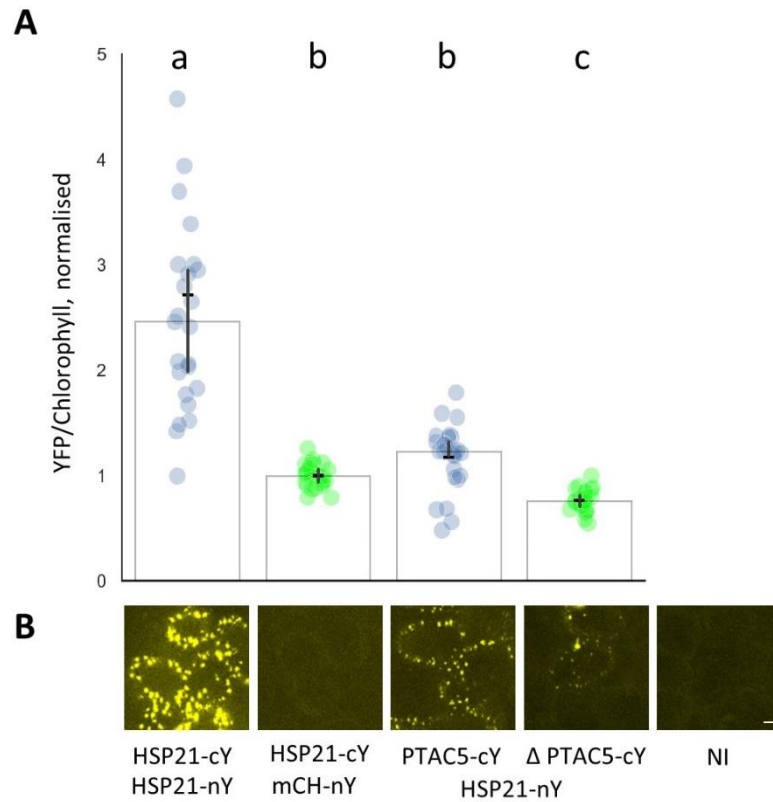 A
a b b c
YFP/Chlorophyll, normalised
5
4
3
2
1
0
B
HSP21-cY HSP21-cY PTAC5-cY Δ PTAC5-cY NI
HSP21-nY mCH-nY HSP21-nY